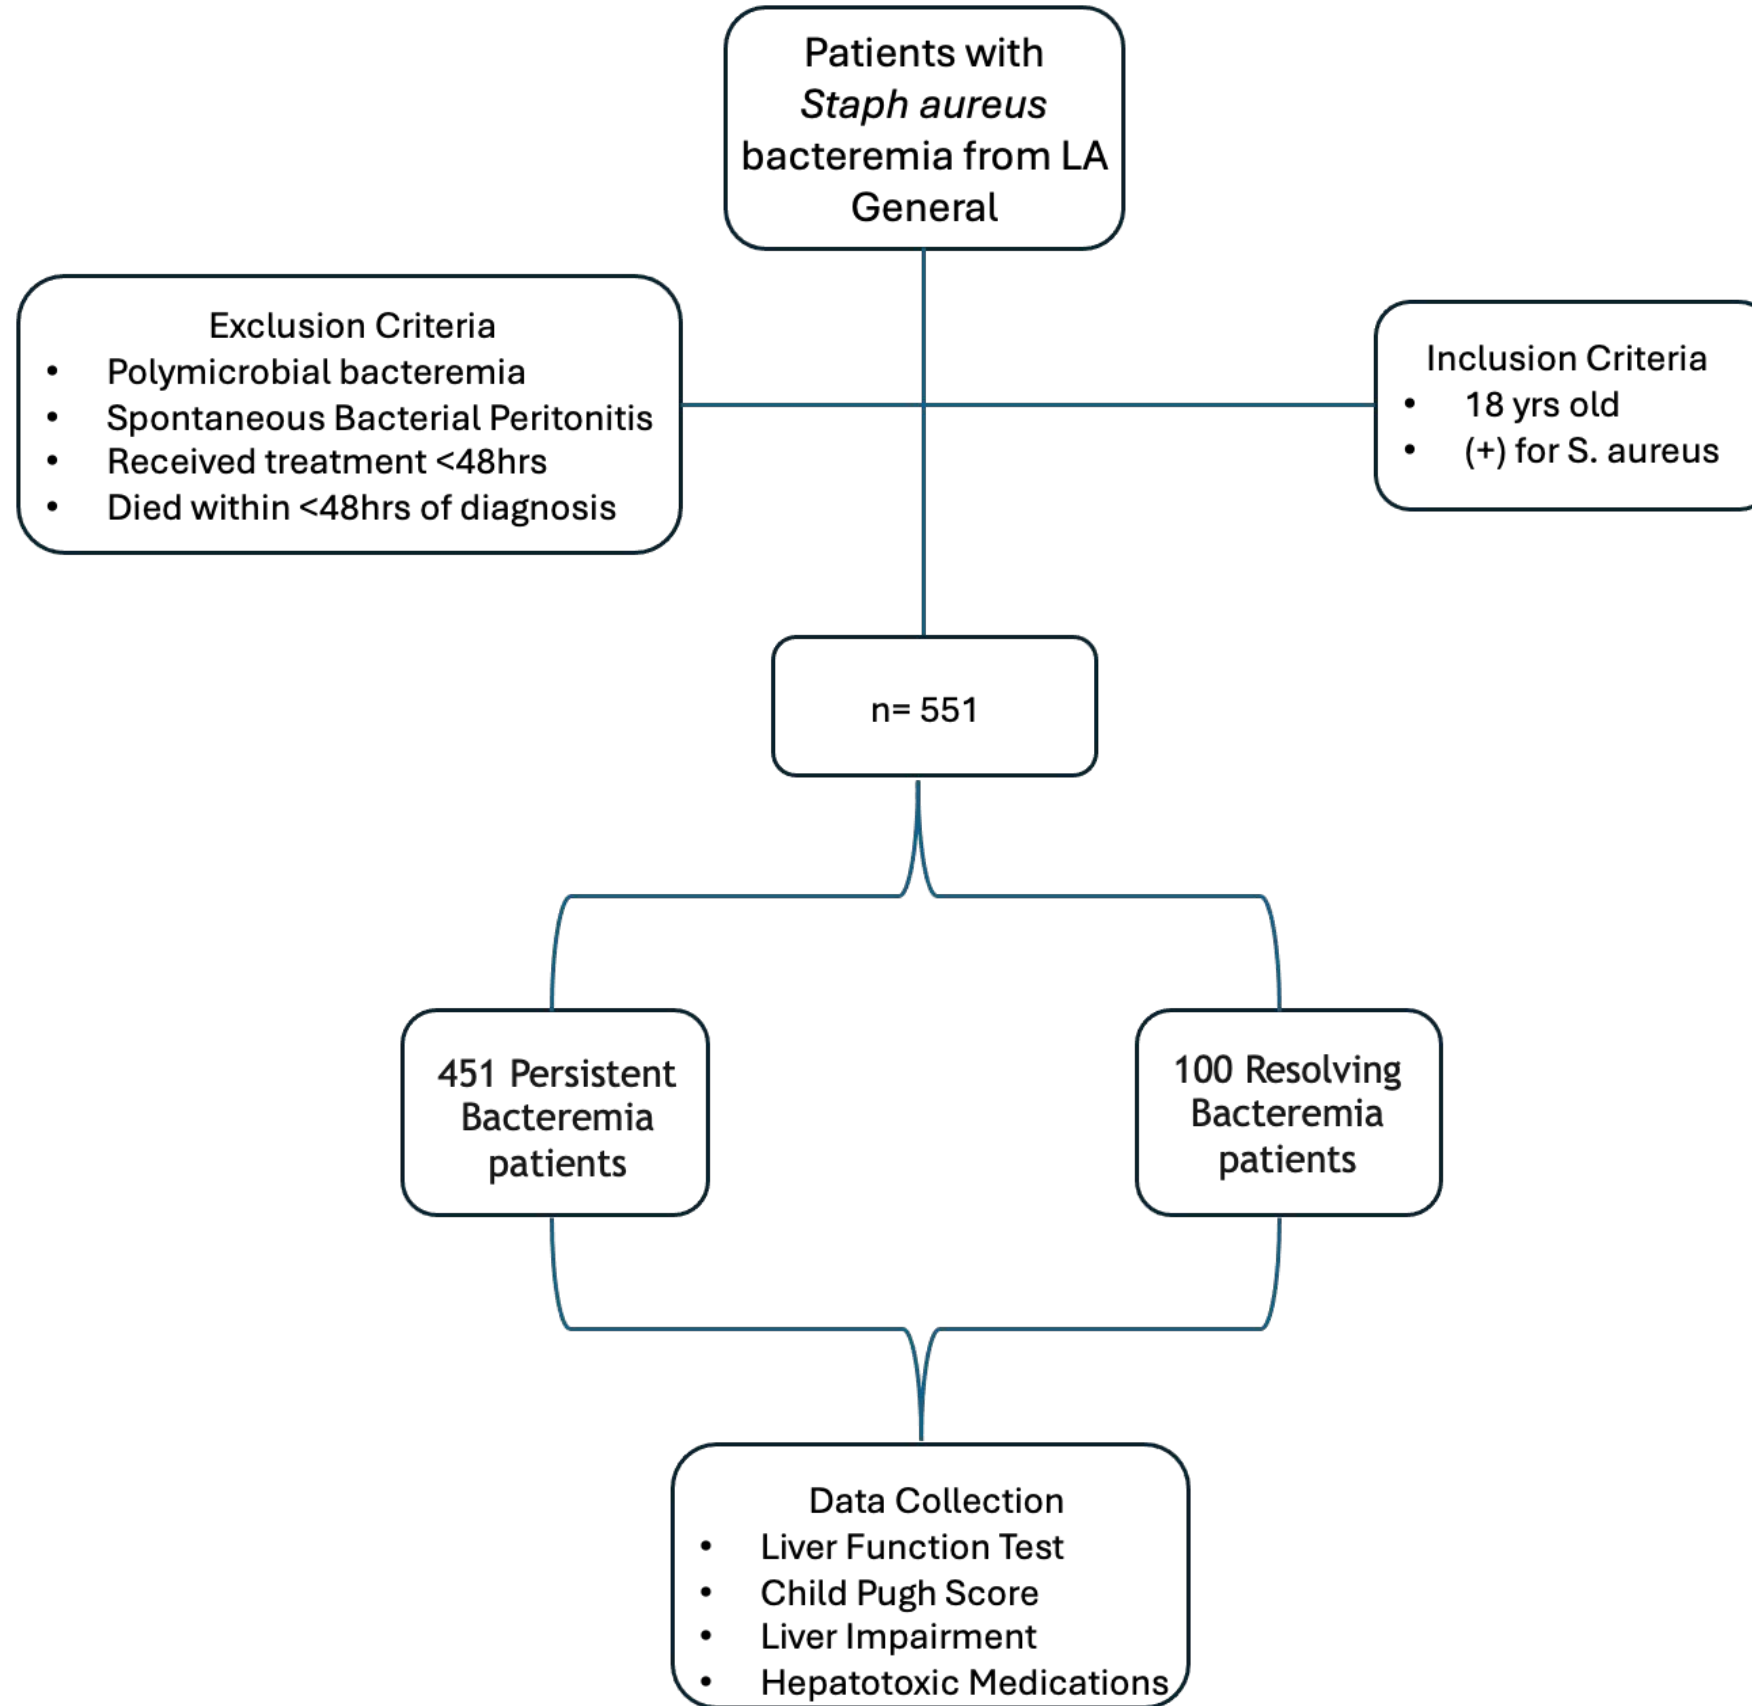 Patients with
Staph aureus
bacteremia from LA
General
Exclusion Criteria
• Polymicrobial bacteremia
• Spontaneous Bacterial Peritonitis
• Received treatment <48hrs
• Died within <48hrs of diagnosis
Inclusion Criteria
• 18 yrs old
• (+) for S. aureus
n= 551
451 Persistent
Bacteremia
patients
100 Resolving
Bacteremia
patients
Data Collection
• Liver Function Test
• Child Pugh Score
• Liver Impairment
• Hepatotoxic Medications